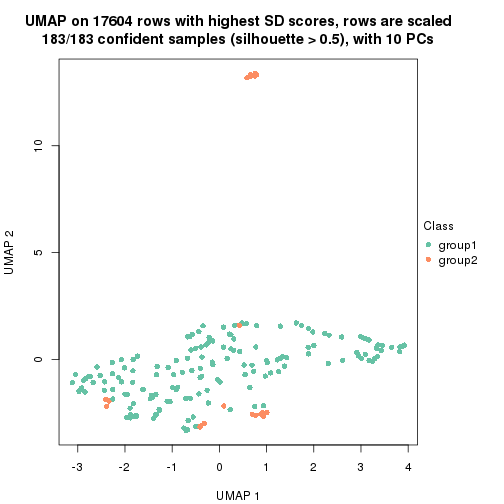 UMAP on 17604 rows with highest SD scores, rows are scaled
183/183 confident samples (silhouette > 0.5), with 10 PCs
10
5
0
UMAP 2
-3 -2 -1 0 1 2 3 4
UMAP 1
Class
group1
group2